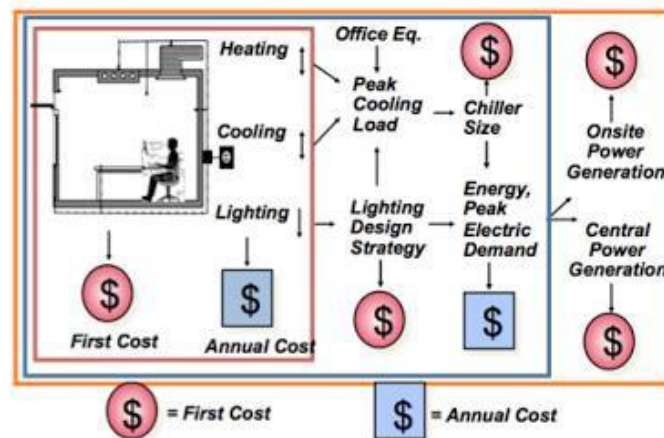 Heating
Office Eq.
$
$
Peak
Cooling
Load
Cooling
Chiller
Size
Onsite
Power
Generation
Lighting
Lighting
Design
Strategy
Energy,
Peak
Electric
Demand
Central
Power
Generation
$
First Cost
$
Annual Cost
$
$
$
$
= First Cost
$
= Annual Cost